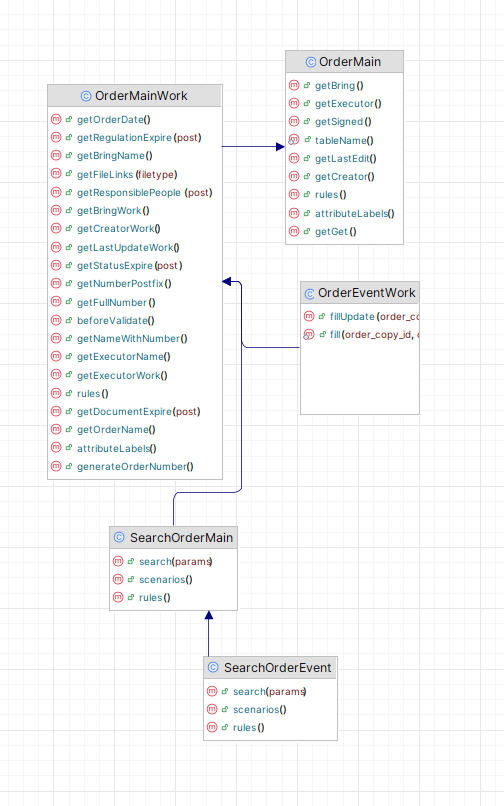 OrderMain
getBring()
getExecutor()
getSigned()
tableName()
getLastEdit()
getCreator()
rules()
attributeLabels()
getGet()
OrderMainWork
getOrderDate()
getRegulationExpire(post)
getBringName()
getFileLinks(filetype)
getResponsiblePeople(post)
getBringWork()
getCreatorWork()
getLastUpdateWork()
getStatusExpire(post)
getNumberPostfix()
getFullNumber()
beforeValidate()
getNameWithNumber()
getExecutorName()
getExecutorWork()
rules()
getDocumentExpire(post)
getOrderName()
attributeLabels()
generateOrderNumber()
OrderEventWork
fillUpdate(order_co
fill(order_copy_id,
SearchOrderMain
search(params)
scenarios()
rules()
SearchOrderEvent
search(params)
scenarios()
rules()